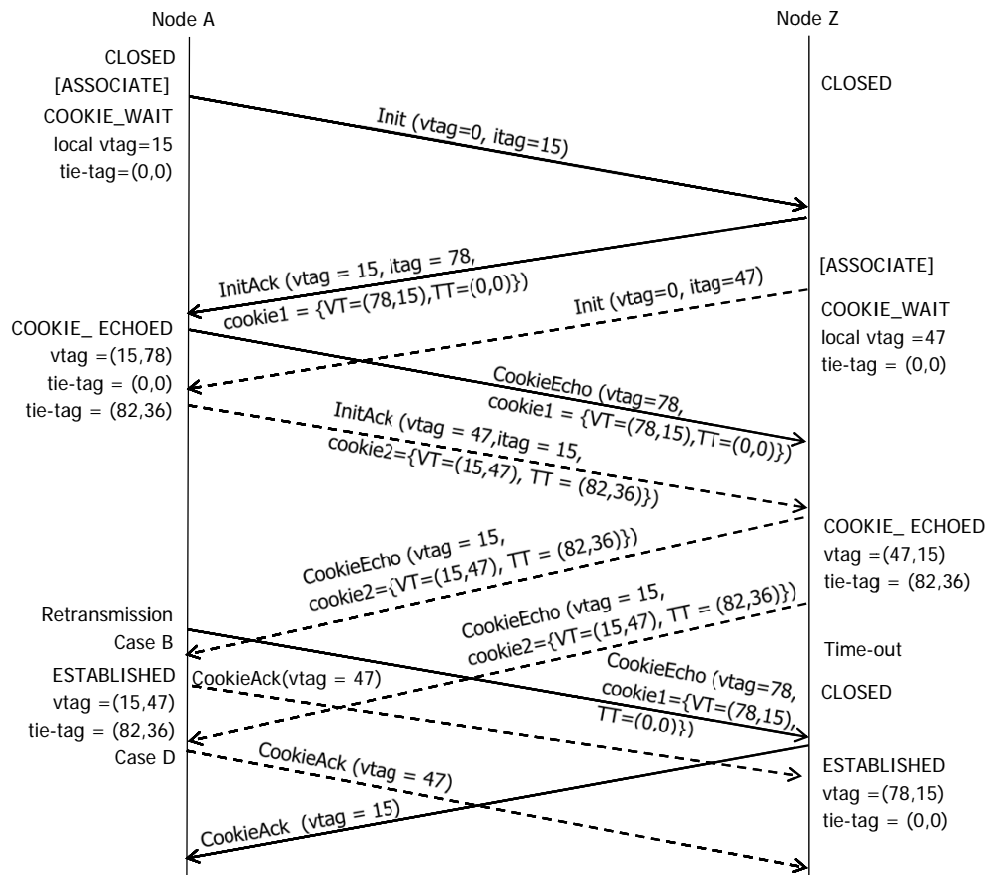 Node A
Node Z
CLOSED
[ASSOCIATE]
COOKIE_WAIT
local vtag=15
tie-tag=(0,0)
CLOSED
Init (vtag=0, itag=15)
InitAck (vtag = 15, itag = 78,
cookie1 = {VT=(78,15),TT=(0,0)})
[ASSOCIATE]
COOKIE_WAIT
local vtag =47
tie-tag = (0,0)
Init (vtag=0, itag=47)
COOKIE_ ECHOED
vtag =(15,78)
tie-tag = (0,0)
tie-tag = (82,36)
CookieEcho (vtag=78,
cookie1 = {VT=(78,15),TT=(0,0)})
InitAck (vtag = 47,itag = 15,
cookie2={VT=(15,47), TT = (82,36)})
COOKIE_ ECHOED
vtag =(47,15)
tie-tag = (82,36)
CookieEcho (vtag = 15,
cookie2={VT=(15,47), TT = (82,36)})
CookieEcho (vtag = 15,
cookie2={VT=(15,47), TT = (82,36)})
Retransmission
Case B
Time-out
CLOSED
CookieEcho (vtag=78,
cookie1={VT=(78,15),
TT=(0,0)})
ESTABLISHED
vtag =(15,47)
tie-tag = (82,36)
Case D
CookieAck(vtag = 47)
CookieAck (vtag = 47)
ESTABLISHED
vtag =(78,15)
tie-tag = (0,0)
CookieAck (vtag = 15)